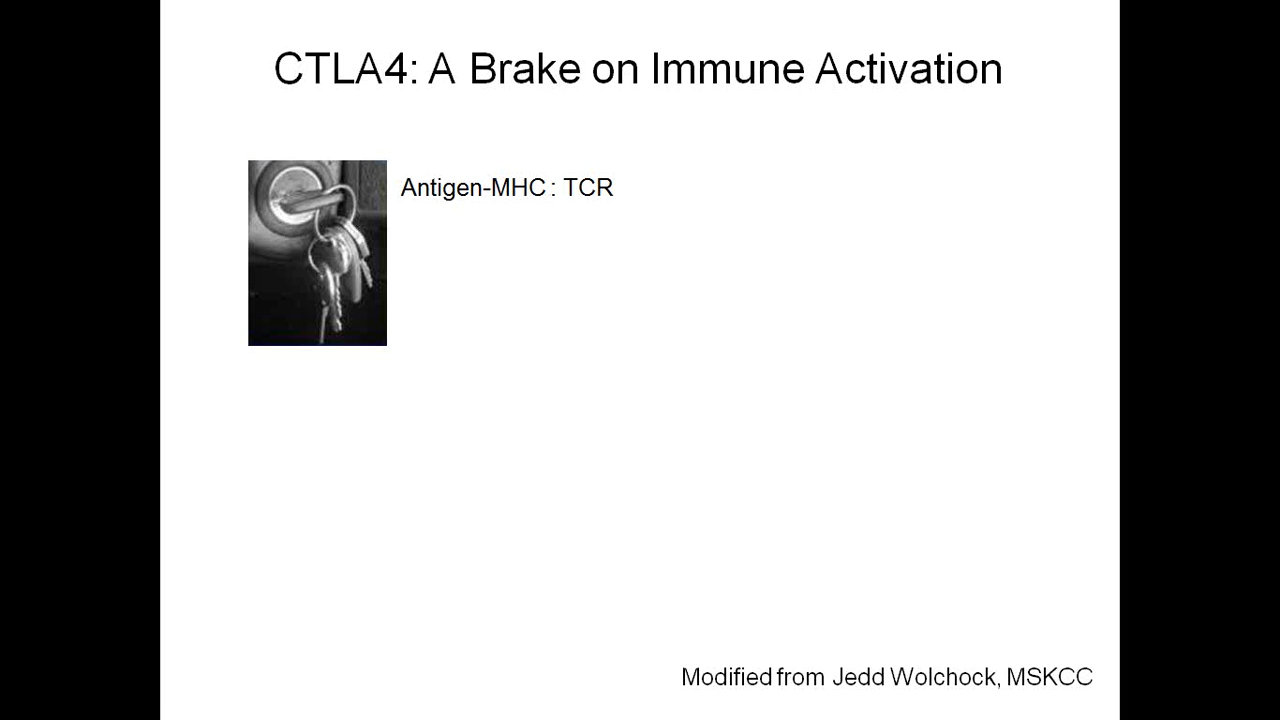 CTLA4: A Brake on Immune Activation
Antigen-MHC : TCR
Modified from Jedd Wolchock, MSKCC